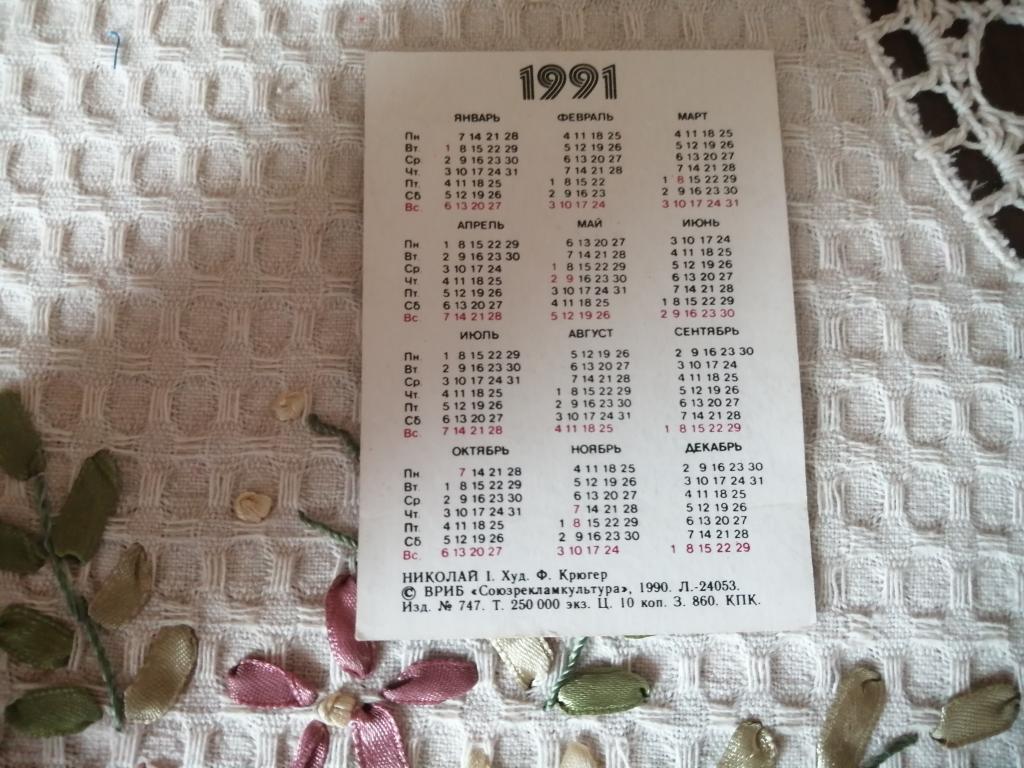 1991
ЯНВАРЬ ФЕВРАЛЬ МАРТ
Пн 7 14 21 28 4 11 18 25 4 11 18 25
Вт 1 8 15 22 29 5 12 19 26 5 12 19 26
Ср 2 9 16 23 30 6 13 20 27 6 13 20 27
Чт 3 10 17 24 31 7 14 21 28 7 14 21 28
Пт 4 11 18 25 1 8 15 22 1 8 15 22 29
Сб 5 12 19 26 2 9 16 23 2 9 16 23 30
Вс 6 13 20 27 3 10 17 24 3 10 17 24 31
АПРЕЛЬ МАЙ ИЮНЬ
Пн 1 8 15 22 29 6 13 20 27 3 10 17 24
Вт 2 9 16 23 30 7 14 21 28 4 11 18 25
Ср 3 10 17 24 1 8 15 22 29 5 12 19 26
Чт 4 11 18 25 2 9 16 23 30 6 13 20 27
Пт 5 12 19 26 3 10 17 24 31 7 14 21 28
Сб 6 13 20 27 4 11 18 25 1 8 15 22 29
Вс 7 14 21 28 5 12 19 26 2 9 16 23 30
ИЮЛЬ АВГУСТ СЕНТЯБРЬ
Пн 1 8 15 22 29 5 12 19 26 2 9 16 23 30
Вт 2 9 16 23 30 6 13 20 27 3 10 17 24
Ср 3 10 17 24 31 7 14 21 28 4 11 18 25
Чт 4 11 18 25 1 8 15 22 29 5 12 19 26
Пт 5 12 19 26 2 9 16 23 30 6 13 20 27
Сб 6 13 20 27 3 10 17 24 31 7 14 21 28
Вс 7 14 21 28 4 11 18 25 1 8 15 22 29
ОКТЯБРЬ НОЯБРЬ ДЕКАБРЬ
Пн 7 14 21 28 4 11 18 25 2 9 16 23 30
Вт 1 8 15 22 29 5 12 19 26 3 10 17 24 31
Ср 2 9 16 23 30 6 13 20 27 4 11 18 25
Чт 3 10 17 24 31 7 14 21 28 5 12 19 26
Пт 4 11 18 25 1 8 15 22 29 6 13 20 27
Сб 5 12 19 26 2 9 16 23 30 7 14 21 28
Вс 6 13 20 27 3 10 17 24 1 8 15 22 29
НИКОЛАЙ I. Худ. Ф. Крюгер
© ВРИБ «Союзрекламкультура», 1990. Л.-24053.
Изд. № 747. Т. 250 000 экз. Ц. 10 коп. З. 860. КПК.